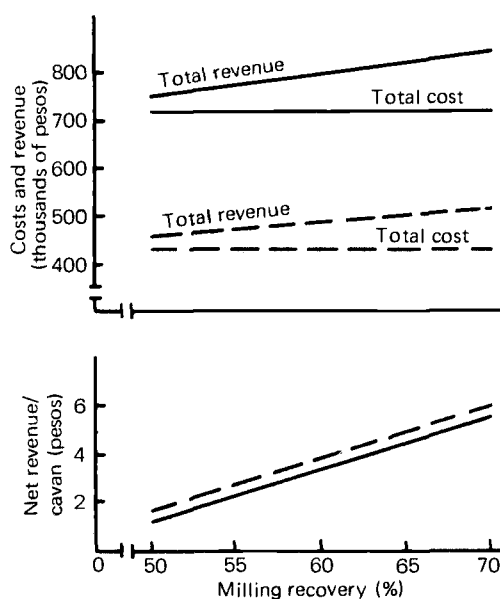 Costs and revenue
(thousands of pesos)
800
700
500
400
Total revenue
Total cost
Total revenue
Total cost
Net revenue/
cavan (pesos)
6
4
2
0 50 55 60 65 70
Milling recovery (%)